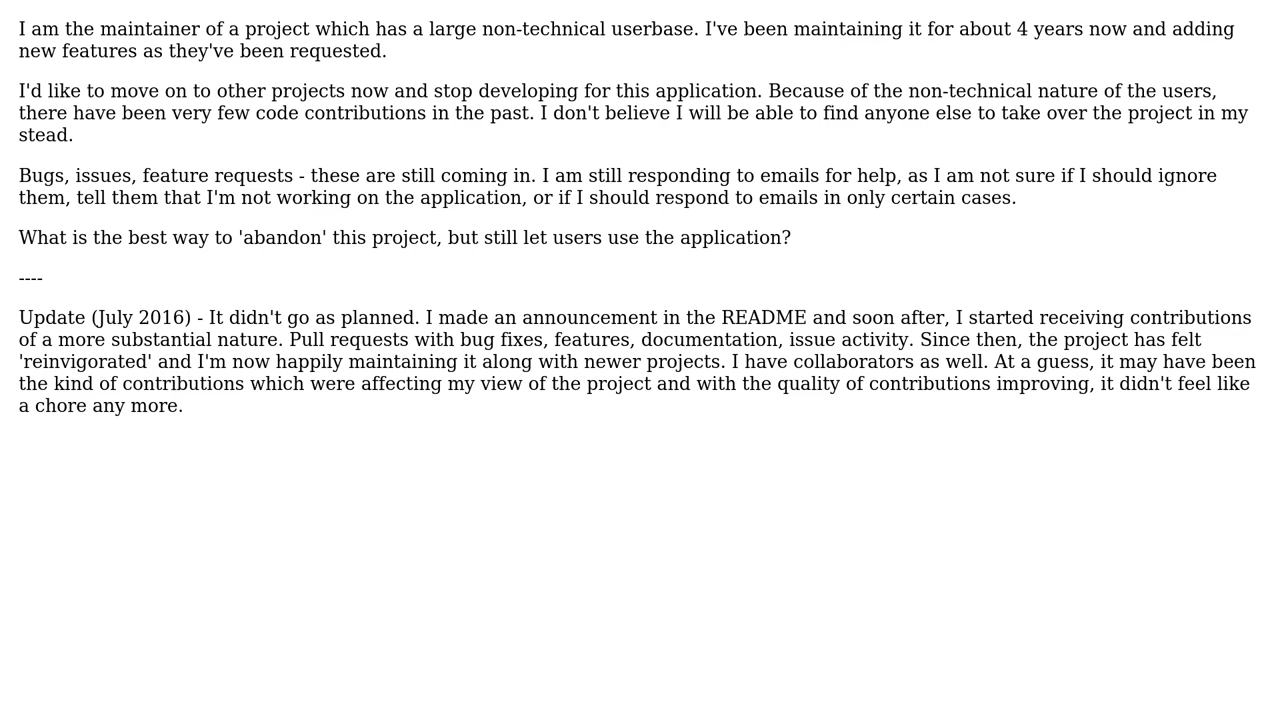 I am the maintainer of a project which has a large non-technical userbase. I've been maintaining it for about 4 years now and adding
new features as they've been requested.
I'd like to move on to other projects now and stop developing for this application. Because of the non-technical nature of the users,
there have been very few code contributions in the past. I don't believe I will be able to find anyone else to take over the project in my
stead.
Bugs, issues, feature requests - these are still coming in. I am still responding to emails for help, as I am not sure if I should ignore
them, tell them that I'm not working on the application, or if I should respond to emails in only certain cases.
What is the best way to 'abandon' this project, but still let users use the application?
----
Update (July 2016) - It didn't go as planned. I made an announcement in the README and soon after, I started receiving contributions
of a more substantial nature. Pull requests with bug fixes, features, documentation, issue activity. Since then, the project has felt
'reinvigorated' and I'm now happily maintaining it along with newer projects. I have collaborators as well. At a guess, it may have been
the kind of contributions which were affecting my view of the project and with the quality of contributions improving, it didn't feel like
a chore any more.